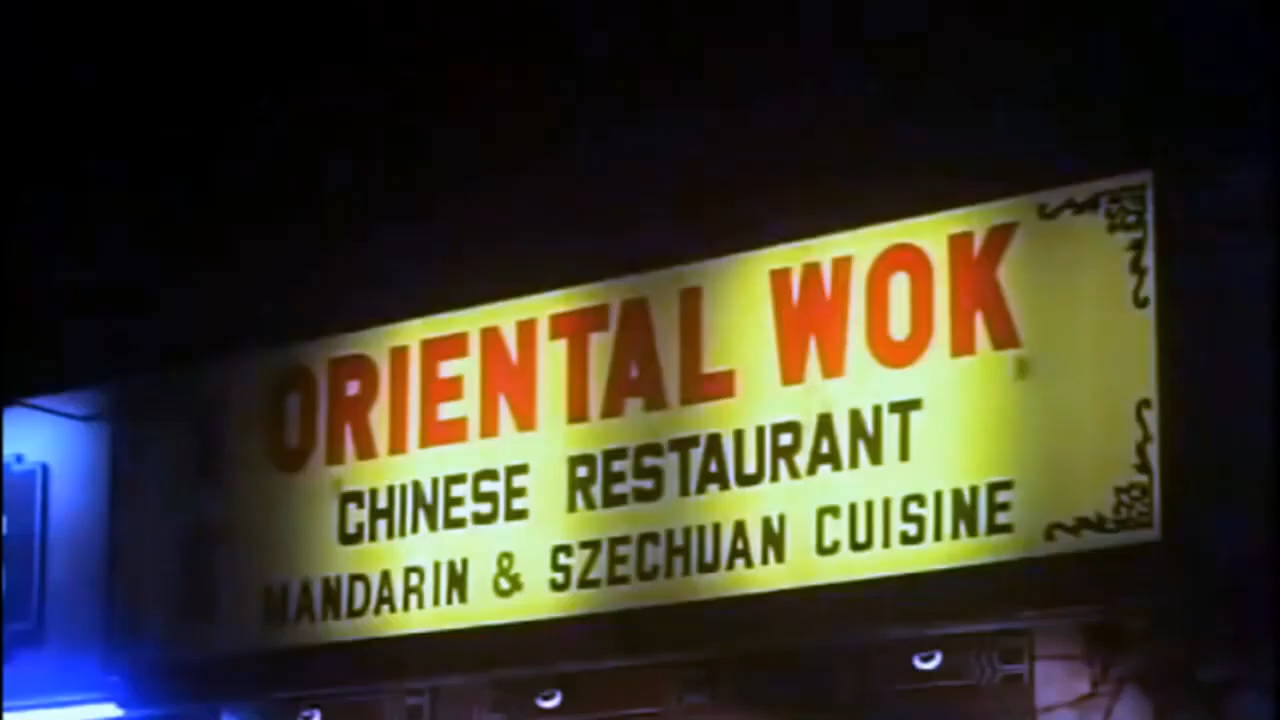 ORIENTAL WOK
CHINESE RESTAURANT
MANDARIN & SZECHUAN CUISINE